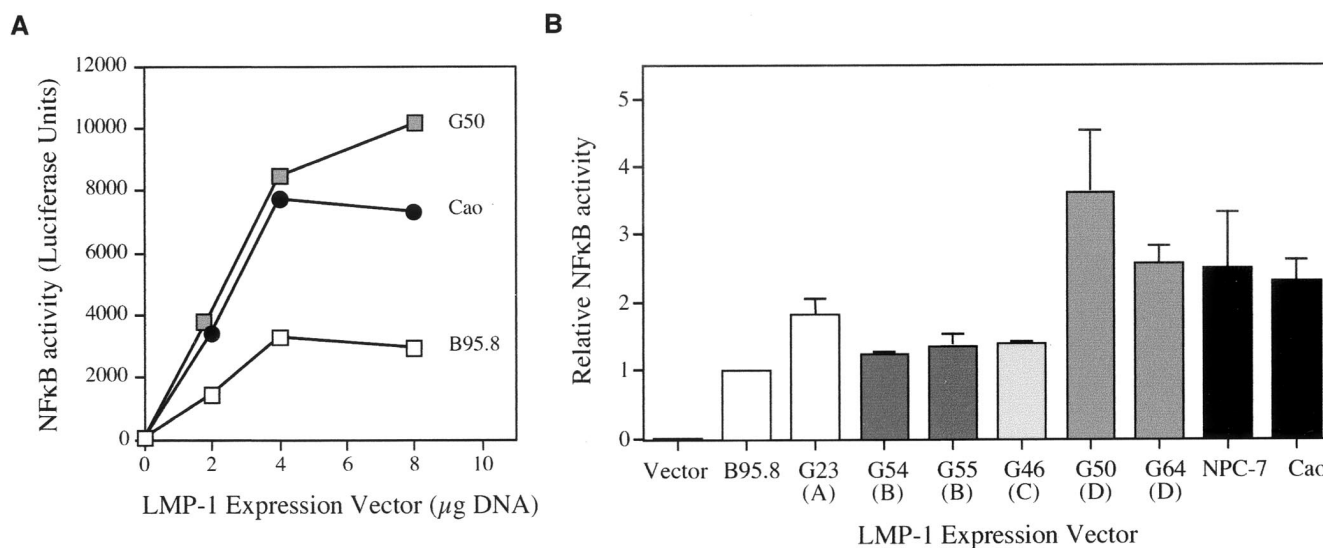 A
NFκB activity (Luciferase Units)
12000
10000
8000
6000
4000
2000
0
0 2 4 6 8 10
G50
Cao
B95.8
LMP-1 Expression Vector (µg DNA)
B
Relative NFκB activity
5
4
3
2
1
0
Vector B95.8 G23 G54 G55 G46 G50 G64 NPC-7 Cao
(A) (B) (B) (C) (D) (D)
LMP-1 Expression Vector